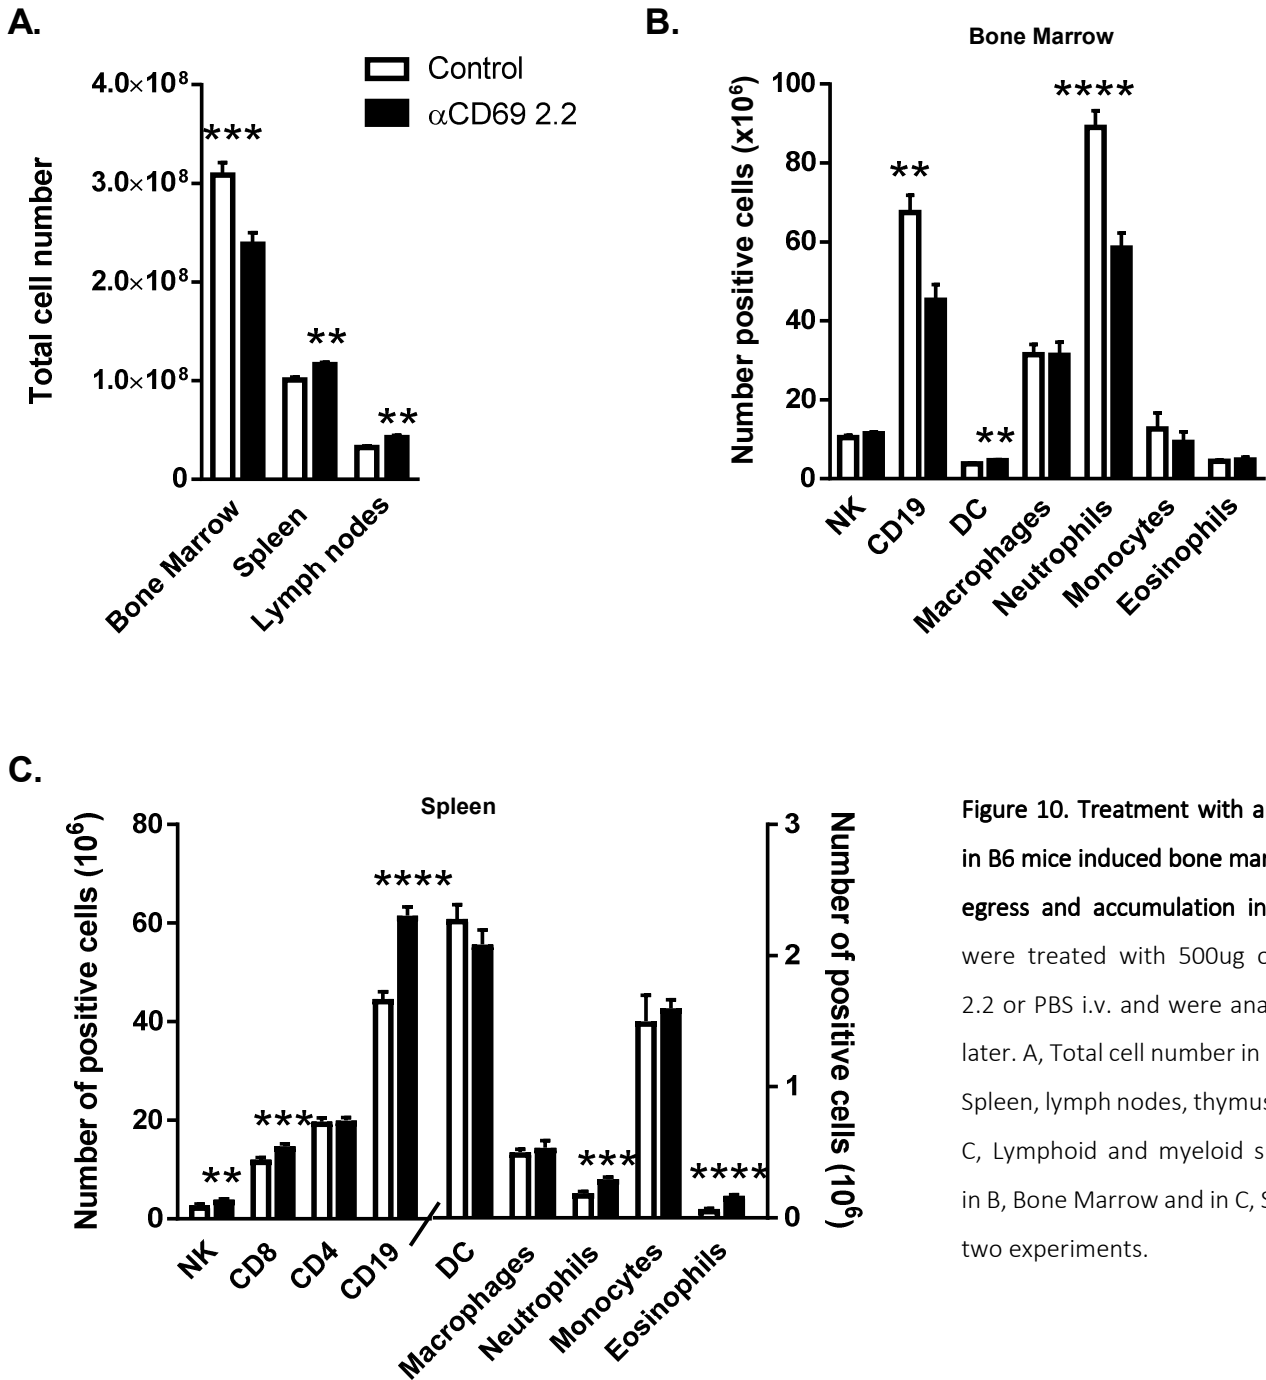 A.
Control
αCD69 2.2
Total cell number
4.0×10⁸
3.0×10⁸
2.0×10⁸
1.0×10⁸
0
***
**
**
Bone Marrow
Spleen
Lymph nodes
B.
Bone Marrow
Number positive cells (x10⁶)
100
80
60
40
20
0
**
**
****
NK
CD19
DC
Macrophages
Neutrophils
Monocytes
Eosinophils
C.
Spleen
Number of positive cells (10⁶)
80
60
40
20
0
**
***
****
***
****
3
2
1
0
Number of positive cells (10⁶)
NK
CD8
CD4
CD19
DC
Macrophages
Neutrophils
Monocytes
Eosinophils
Figure 10. Treatment with a
in B6 mice induced bone mar
egress and accumulation in
were treated with 500ug
2.2 or PBS i.v. and were ana
later. A, Total cell number in
Spleen, lymph nodes, thymus
C, Lymphoid and myeloid s
in B, Bone Marrow and in C, S
two experiments.